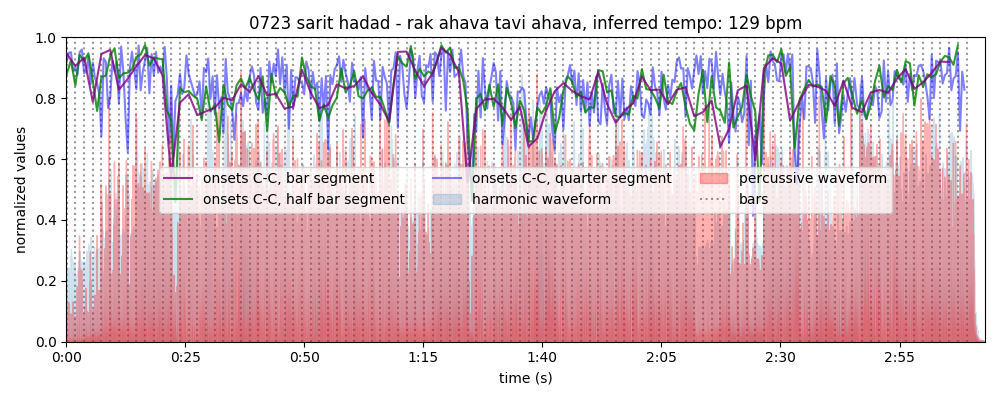 0723 sarit hadad - rak ahava tavi ahava, inferred tempo: 129 bpm
normalized values
1.0
0.8
0.6
0.4
0.2
0.0
onsets C-C, bar segment
onsets C-C, half bar segment
onsets C-C, quarter segment
harmonic waveform
percussive waveform
bars
0:00 0:25 0:50 1:15 1:40 2:05 2:30 2:55
time (s)